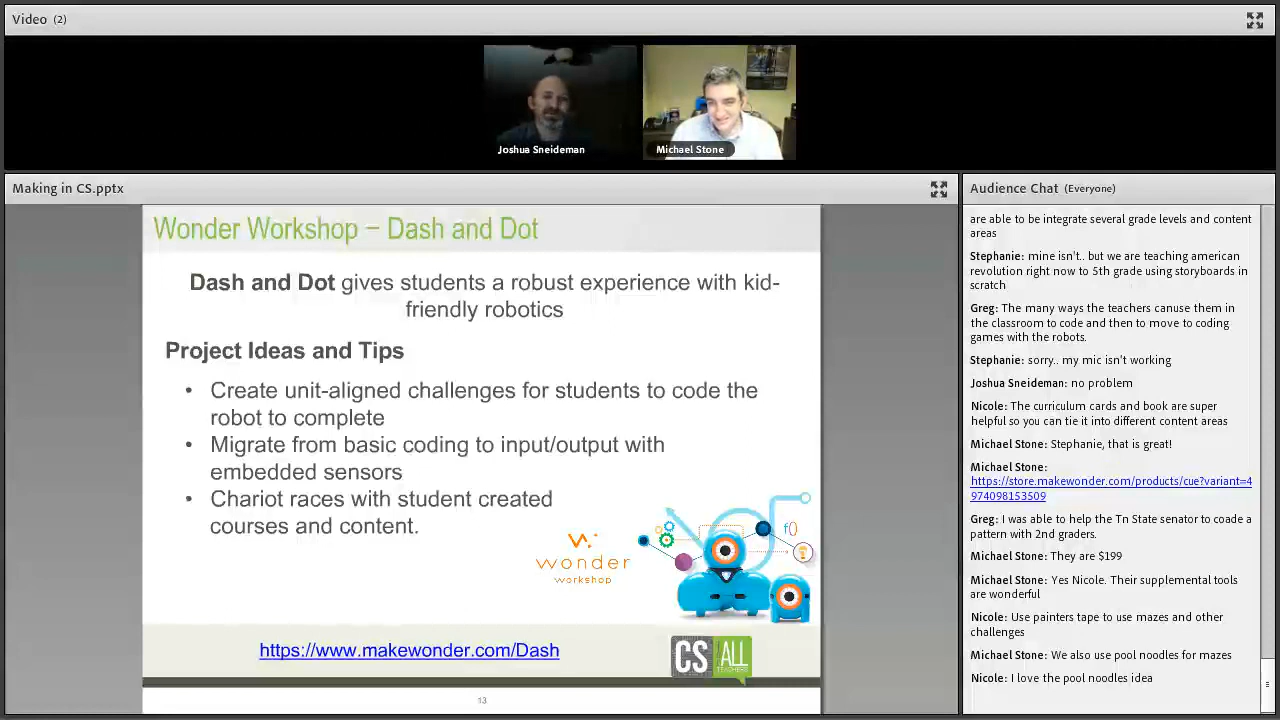 Video (2)
Joshua Sneideman
Michael Stone
Making in CS.pptx
Wonder Workshop – Dash and Dot
Dash and Dot gives students a robust experience with kid-
friendly robotics
Project Ideas and Tips
• Create unit-aligned challenges for students to code the
robot to complete
• Migrate from basic coding to input/output with
embedded sensors
• Chariot races with student created
courses and content.
wonder
workshop
f()
https://www.makewonder.com/Dash
CS
for ALL
TEACHERS
13
Audience Chat (Everyone)
are able to be integrate several grade levels and content
areas
Stephanie: mine isn't.. but we are teaching american
revolution right now to 5th grade using storyboards in
scratch
Greg: The many ways the teachers canuse them in
the classroom to code and then to move to coding
games with the robots.
Stephanie: sorry.. my mic isn't working
Joshua Sneideman: no problem
Nicole: The curriculum cards and book are super
helpful so you can tie it into different content areas
Michael Stone: Stephanie, that is great!
Michael Stone:
https://store.makewonder.com/products/cue?variant=4
974098153509
Greg: I was able to help the Tn State senator to coade a
pattern with 2nd graders.
Michael Stone: They are $199
Michael Stone: Yes Nicole. Their supplemental tools
are wonderful
Nicole: Use painters tape to use mazes and other
challenges
Michael Stone: We also use pool noodles for mazes
Nicole: I love the pool noodles idea